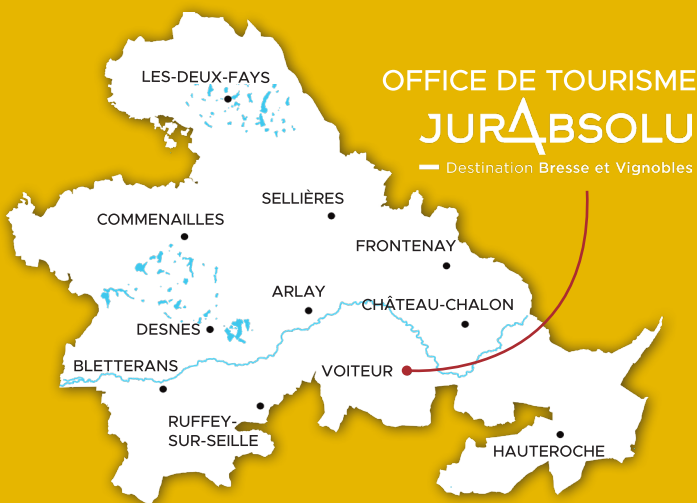 LES-DEUX-FAYS
OFFICE DE TOURISME
JURABSOLU
Destination Bresse et Vignobles
SELLIÈRES
COMMENAILLES
FRONTENAY
ARLAY
CHÂTEAU-CHALON
DESNES
BLETTERANS
VOITEUR
RUFFEY-
SUR-SEILLE
HAUTEROCHE